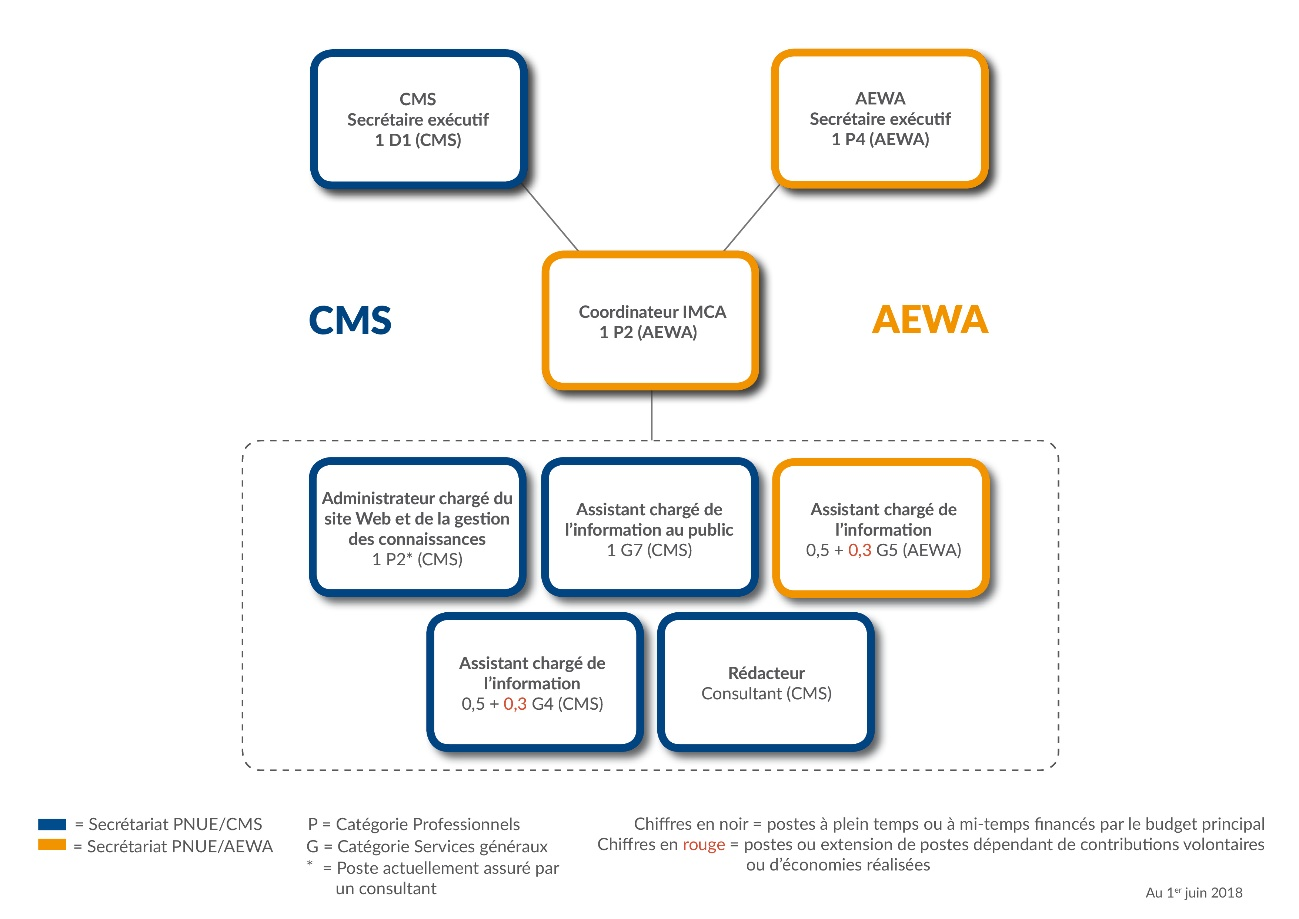 CMS
Secrétaire exécutif
1 D1 (CMS)
AEWA
Secrétaire exécutif
1 P4 (AEWA)
CMS
Coordinateur IMCA
1 P2 (AEWA)
AEWA
Administrateur chargé du
site Web et de la gestion
des connaissances
1 P2* (CMS)
Assistant chargé de
l’information au public
1 G7 (CMS)
Assistant chargé de
l’information
0,5 + 0,3 G5 (AEWA)
Assistant chargé de
l’information
0,5 + 0,3 G4 (CMS)
Rédacteur
Consultant (CMS)
= Secrétariat PNUE/CMS
= Secrétariat PNUE/AEWA
P = Catégorie Professionnels
G = Catégorie Services généraux
* = Poste actuellement assuré par
un consultant
Chiffres en noir = postes à plein temps ou à mi-temps financés par le budget principal
Chiffres en rouge = postes ou extension de postes dépendant de contributions volontaires
ou d’économies réalisées
Au 1er juin 2018